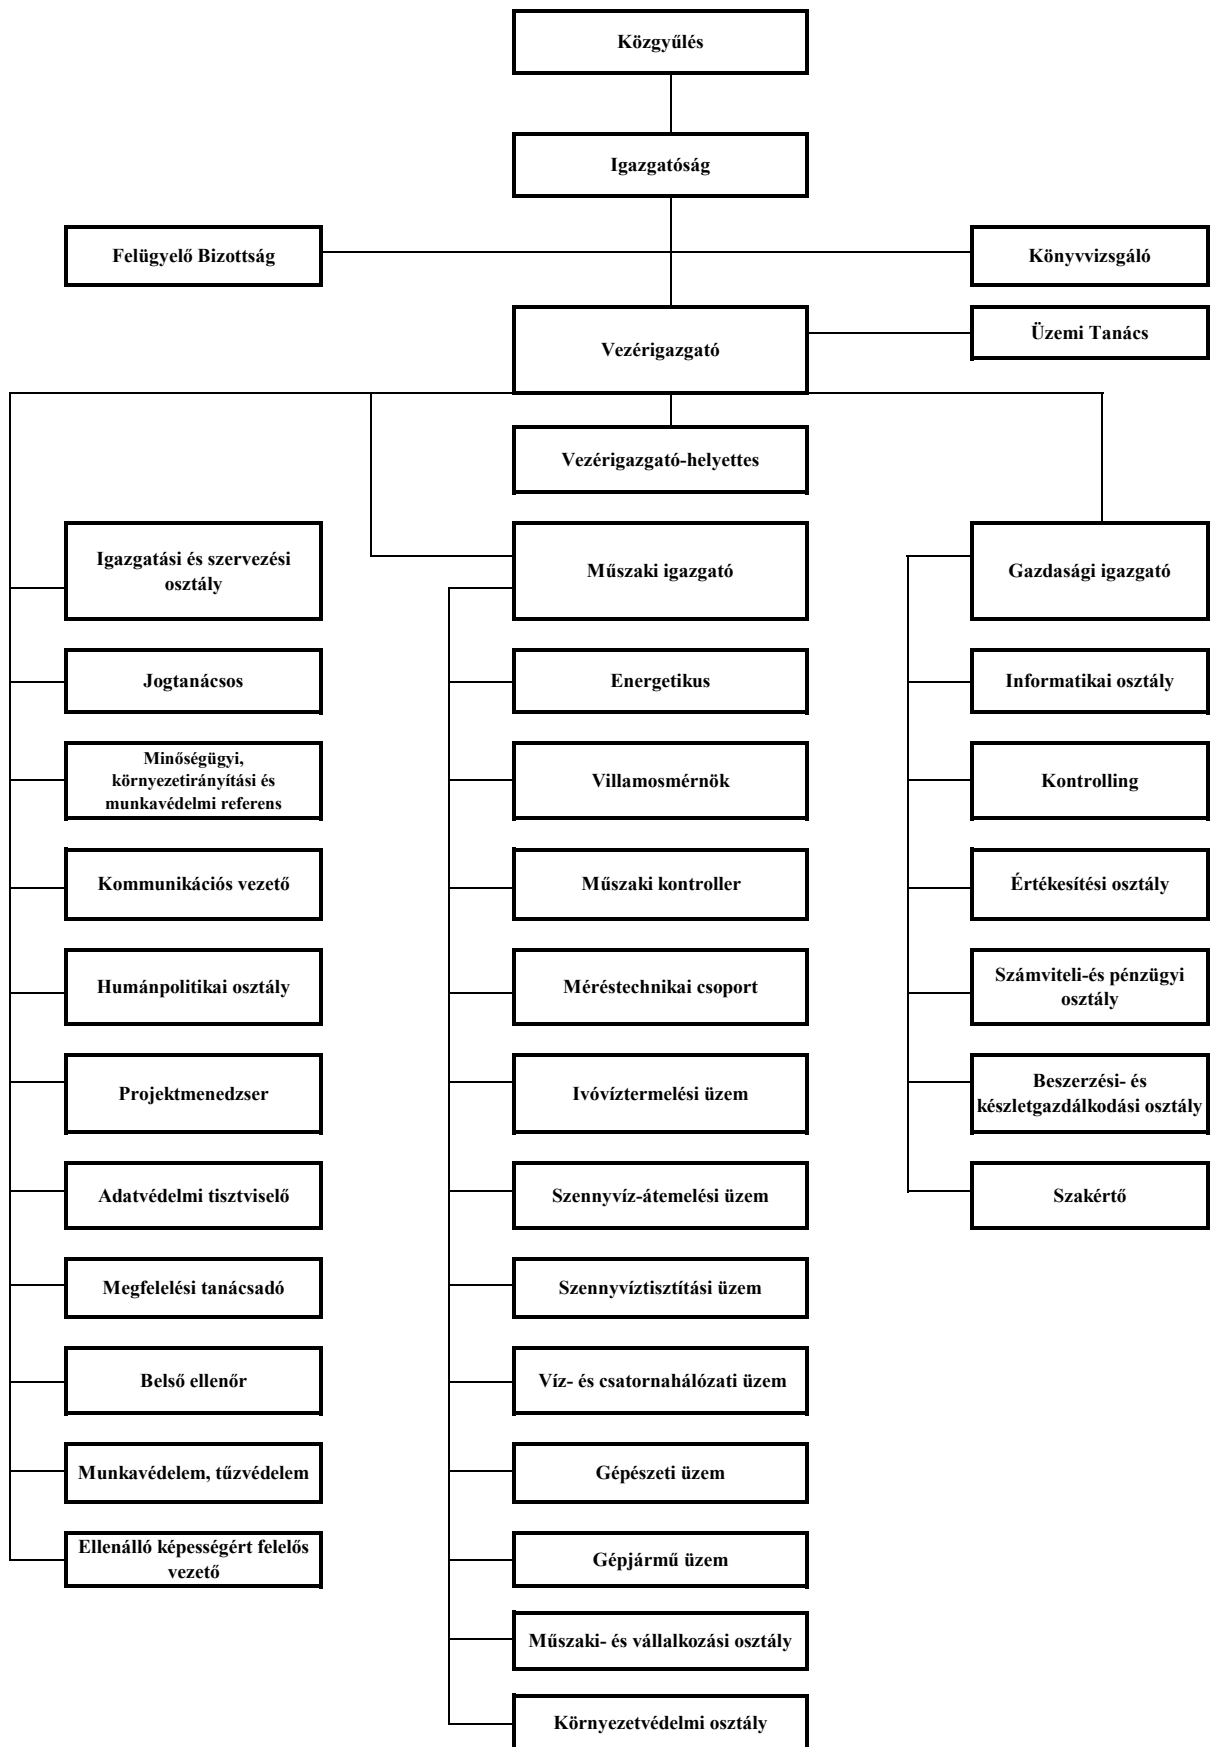 Közgyűlés
Igazgatóság
Felügyelő Bizottság
Könyvvizsgáló
Üzemi Tanács
Vezérigazgató
Vezérigazgató-helyettes
Igazgatási és szervezési
osztály
Jogtanácsos
Minőségügyi,
környezetirányítási és
munkavédelmi referens
Kommunikációs vezető
Humánpolitikai osztály
Projektmenedzser
Adatvédelmi tisztviselő
Megfelelési tanácsadó
Belső ellenőr
Munkavédelem, tűzvédelem
Ellenálló képességért felelős
vezető
Műszaki igazgató
Energetikus
Villamosmérnök
Műszaki kontroller
Méréstechnikai csoport
Ivóvíztermelési üzem
Szennyvíz-átemelési üzem
Szennyvíztisztítási üzem
Víz- és csatornahálózati üzem
Gépészeti üzem
Gépjármű üzem
Műszaki- és vállalkozási osztály
Környezetvédelmi osztály
Gazdasági igazgató
Informatikai osztály
Kontrolling
Értékesítési osztály
Számviteli-és pénzügyi
osztály
Beszerzési- és
készletgazdálkodási osztály
Szakértő